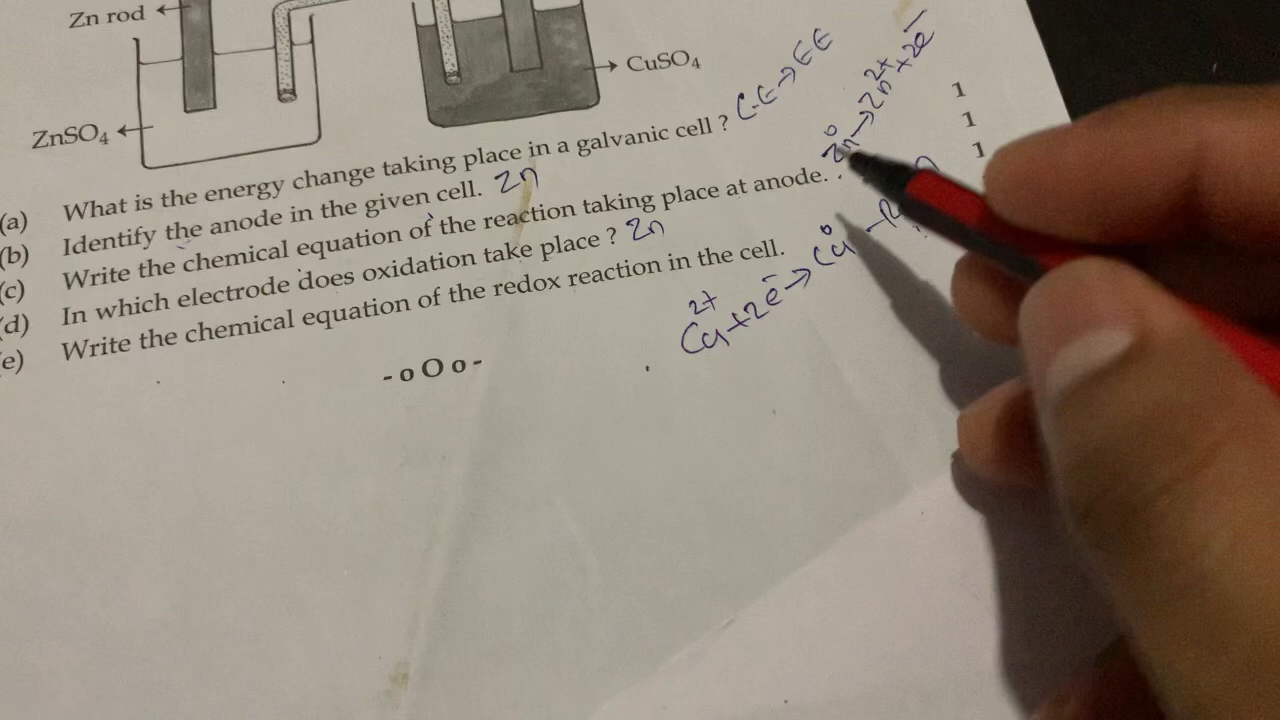 Zn rod
CuSO₄
ZnSO₄
(a) What is the energy change taking place in a galvanic cell ? C.E→EE 1
(b) Identify the anode in the given cell. Zn 1
(c) Write the chemical equation of the reaction taking place at anode. Zn⁰→Zn²⁺+2e⁻ 1
(d) In which electrode does oxidation take place ? Zn
(e) Write the chemical equation of the redox reaction in the cell.
Cu²⁺+2e⁻→Cu⁰
-oOo-